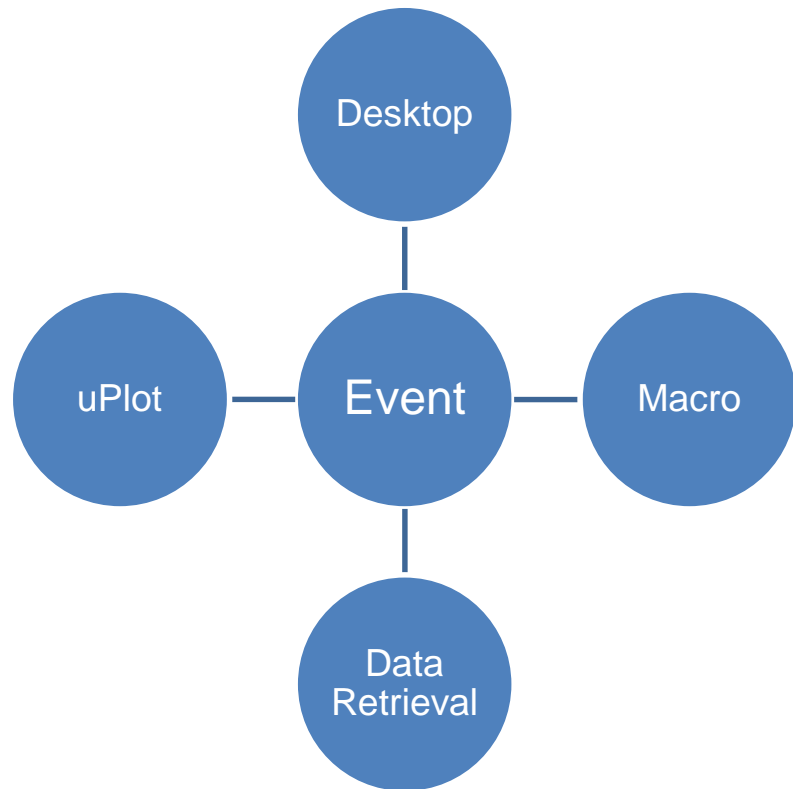 Desktop
uPlot
Event
Macro
Data
Retrieval